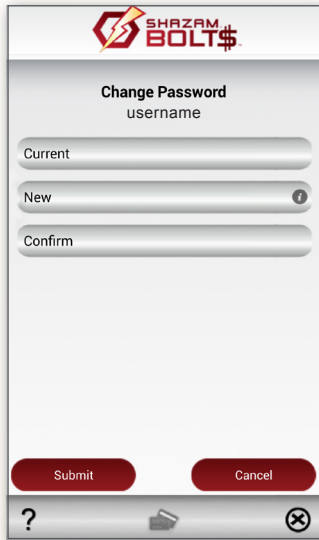 SHAZAM
BOLT$
Change Password
username
Current
New
i
Confirm
Submit
Cancel
?